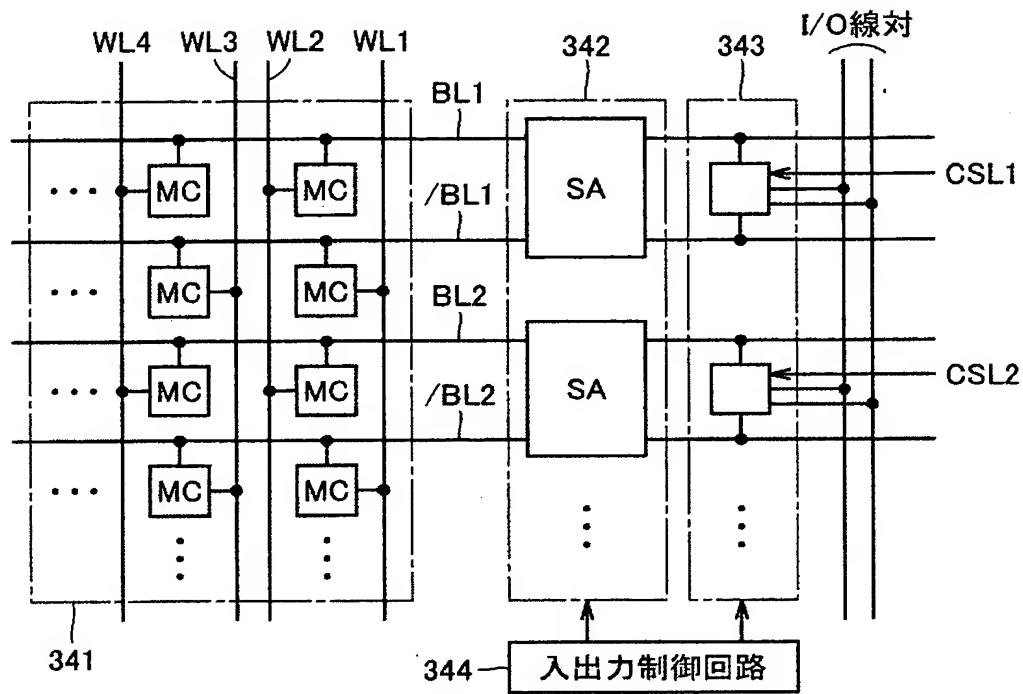 I/O線対
WL4 WL3 WL2 WL1 342 343
BL1
MC MC SA CSL1
/BL1
MC MC
BL2
MC MC SA CSL2
/BL2
MC MC
341
344 入出力制御回路